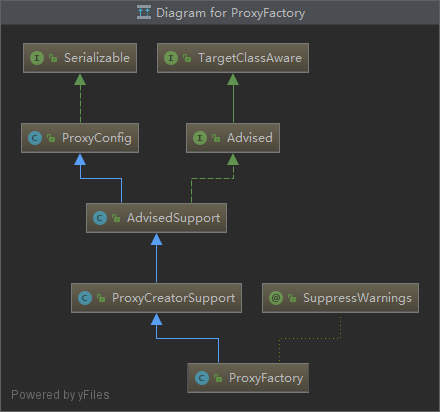 Diagram for ProxyFactory
I Serializable
I TargetClassAware
C ProxyConfig
I Advised
C AdvisedSupport
C ProxyCreatorSupport
@ SuppressWarnings
C ProxyFactory
Powered by yFiles